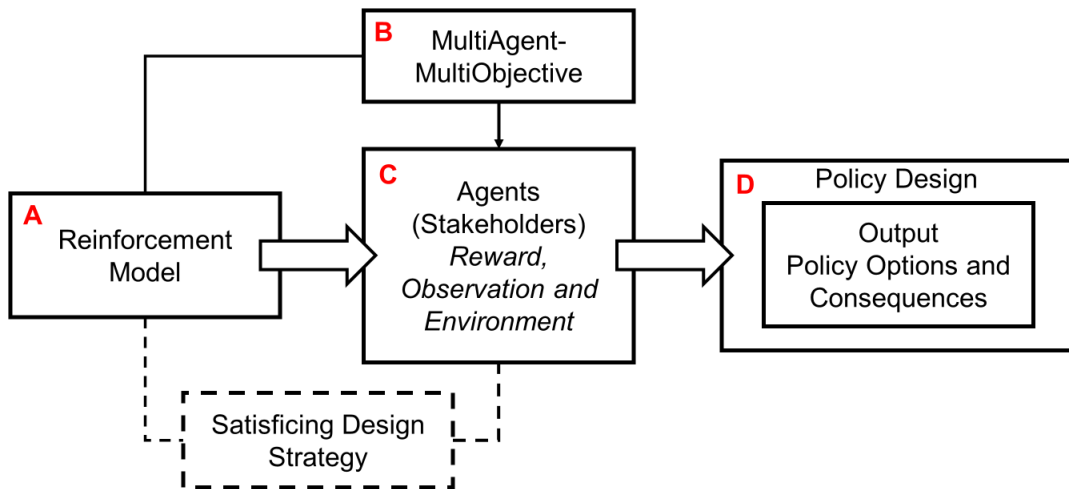 B
MultiAgent-
MultiObjective
A
Reinforcement
Model
C
Agents
(Stakeholders)
Reward,
Observation and
Environment
D
Policy Design
Output
Policy Options and
Consequences
Satisficing Design
Strategy